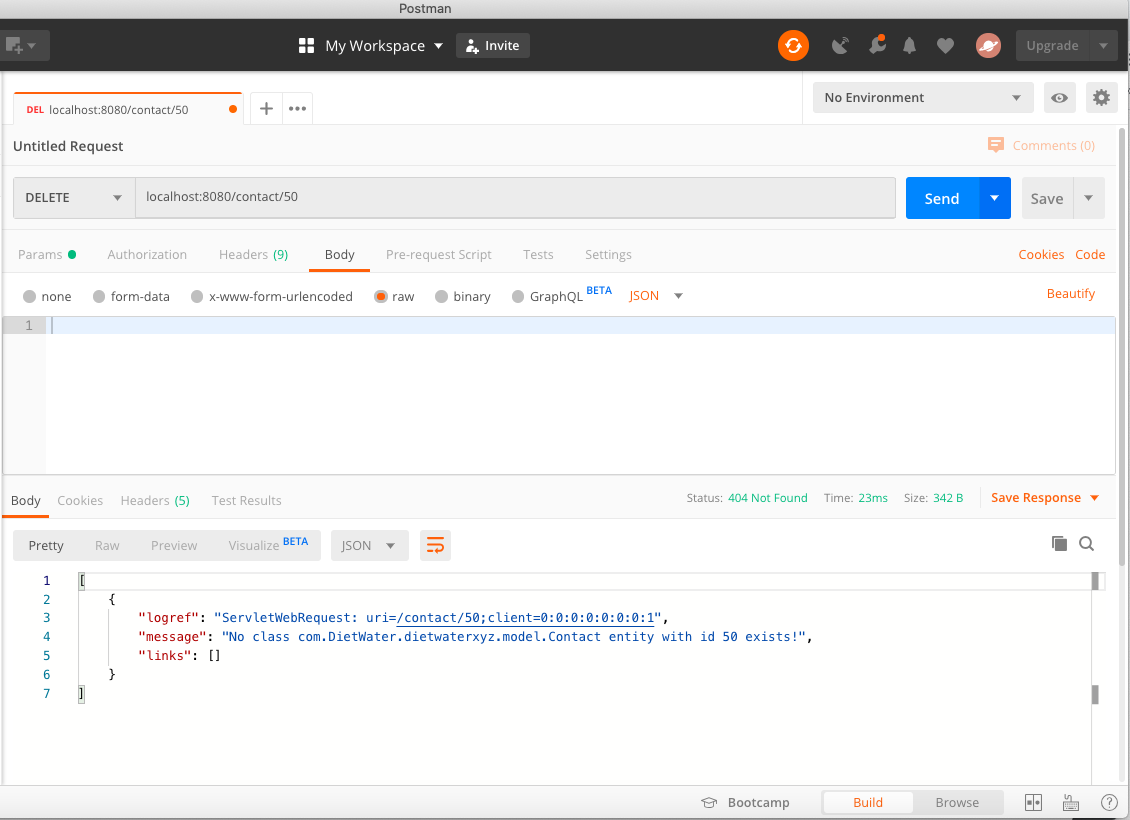 Postman
My Workspace Invite Upgrade
DEL localhost:8080/contact/50 + ••• No Environment
Untitled Request Comments (0)
DELETE localhost:8080/contact/50 Send Save
Params Authorization Headers (9) Body Pre-request Script Tests Settings Cookies Code
none form-data x-www-form-urlencoded raw binary GraphQL BETA JSON Beautify
1
Body Cookies Headers (5) Test Results Status: 404 Not Found Time: 23ms Size: 342 B Save Response
Pretty Raw Preview Visualize BETA JSON
1 [
2 {
3 "logref": "ServletWebRequest: uri=/contact/50;client=0:0:0:0:0:0:0:1",
4 "message": "No class com.DietWater.dietwaterxyz.model.Contact entity with id 50 exists!",
5 "links": []
6 }
7 ]
Bootcamp Build Browse ?